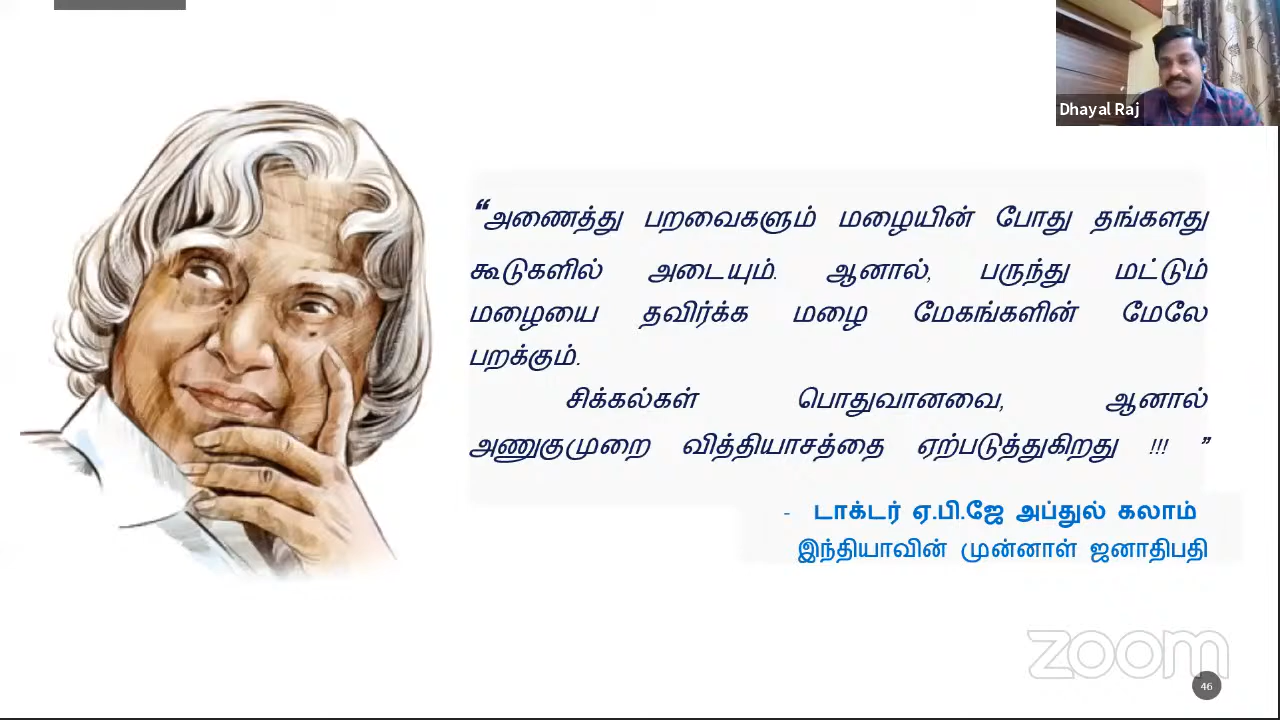 Dhayal Raj
“அணைத்து பறவைகளும் மழையின் போது தங்களது
கூடுகளில் அடையும். ஆனால், பருந்து மட்டும்
மழையை தவிர்க்க மழை மேகங்களின் மேலே
பறக்கும்.
சிக்கல்கள் பொதுவானவை, ஆனால்
அணுகுமுறை வித்தியாசத்தை ஏற்படுத்துகிறது !!! ”
- டாக்டர் ஏ.பி.ஜே அப்துல் கலாம்
இந்தியாவின் முன்னாள் ஜனாதிபதி
zoom
46